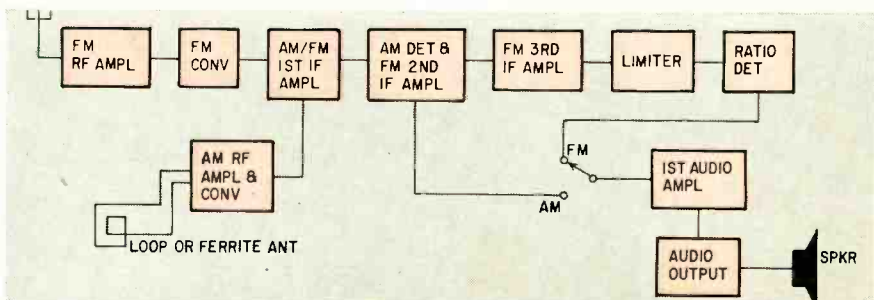 FM
RF AMPL
FM
CONV
AM/FM
IST IF
AMPL
AM DET &
FM 2ND
IF AMPL
FM 3RD
IF AMPL
LIMITER
RATIO
DET
AM RF
AMPL &
CONV
LOOP OR FERRITE ANT
FM
AM
IST AUDIO
AMPL
AUDIO
OUTPUT
SPKR